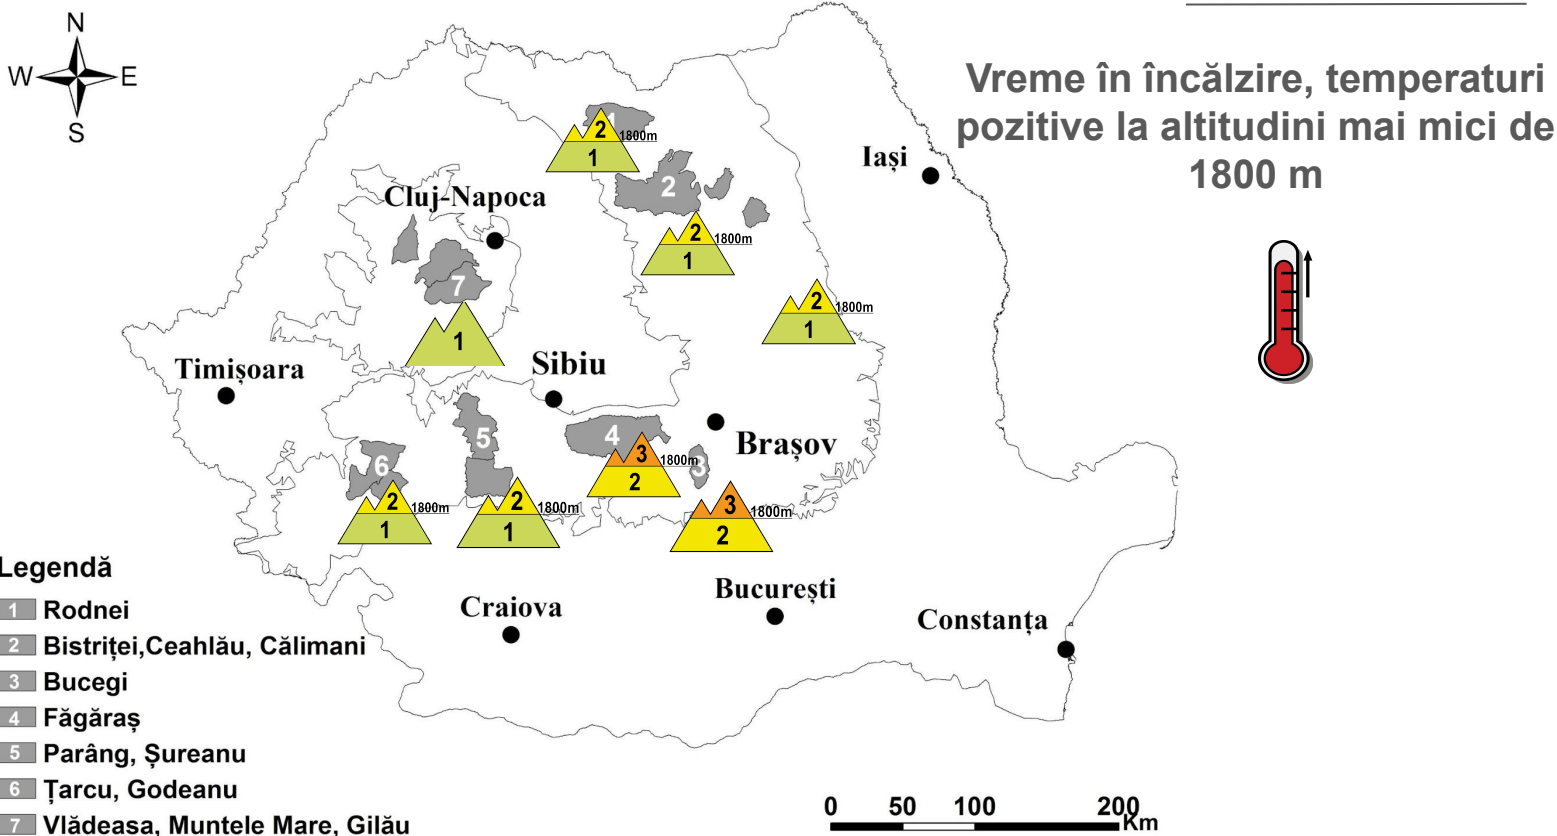 N
W E
S
Vreme în încălzire, temperaturi
pozitive la altitudini mai mici de
1800 m
Iași
Cluj-Napoca
Timișoara
Sibiu
Brașov
București
Craiova
Constanța
1
2
1800m
1
2
2
1800m
1
2
1800m
1
7
1
5
2
1800m
1
6
2
1800m
1
4
3
1800m
2
3
3
1800m
2
Legendă
1 Rodnei
2 Bistriței,Ceahlău, Călimani
3 Bucegi
4 Făgăraș
5 Parâng, Șureanu
6 Țarcu, Godeanu
7 Vlădeasa, Muntele Mare, Gilău
0 50 100 200
Km